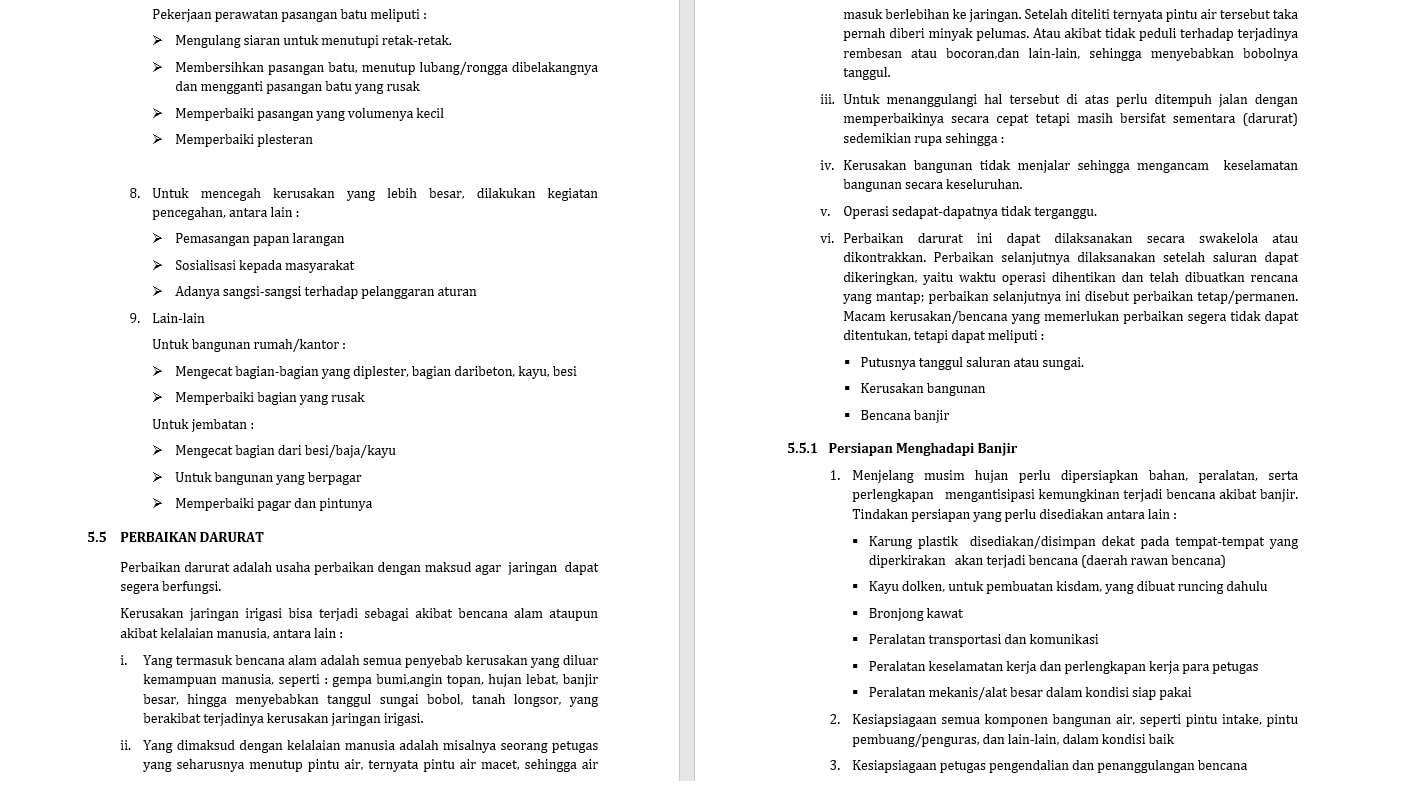 Pekerjaan perawatan pasangan batu meliputi :
➢ Mengulang siaran untuk menutupi retak-retak.
➢ Membersihkan pasangan batu, menutup lubang/rongga dibelakangnya
dan mengganti pasangan batu yang rusak
➢ Memperbaiki pasangan yang volumenya kecil
➢ Memperbaiki plesteran
8. Untuk mencegah kerusakan yang lebih besar, dilakukan kegiatan
pencegahan, antara lain :
➢ Pemasangan papan larangan
➢ Sosialisasi kepada masyarakat
➢ Adanya sangsi-sangsi terhadap pelanggaran aturan
9. Lain-lain
Untuk bangunan rumah/kantor :
➢ Mengecat bagian-bagian yang diplester, bagian daribeton, kayu, besi
➢ Memperbaiki bagian yang rusak
Untuk jembatan :
➢ Mengecat bagian dari besi/baja/kayu
➢ Untuk bangunan yang berpagar
➢ Memperbaiki pagar dan pintunya
5.5 PERBAIKAN DARURAT
Perbaikan darurat adalah usaha perbaikan dengan maksud agar jaringan dapat
segera berfungsi.
Kerusakan jaringan irigasi bisa terjadi sebagai akibat bencana alam ataupun
akibat kelalaian manusia, antara lain :
i. Yang termasuk bencana alam adalah semua penyebab kerusakan yang diluar
kemampuan manusia, seperti : gempa bumi,angin topan, hujan lebat, banjir
besar, hingga menyebabkan tanggul sungai bobol, tanah longsor, yang
berakibat terjadinya kerusakan jaringan irigasi.
ii. Yang dimaksud dengan kelalaian manusia adalah misalnya seorang petugas
yang seharusnya menutup pintu air, ternyata pintu air macet, sehingga air
masuk berlebihan ke jaringan. Setelah diteliti ternyata pintu air tersebut taka
pernah diberi minyak pelumas. Atau akibat tidak peduli terhadap terjadinya
rembesan atau bocoran,dan lain-lain, sehingga menyebabkan bobolnya
tanggul.
iii. Untuk menanggulangi hal tersebut di atas perlu ditempuh jalan dengan
memperbaikinya secara cepat tetapi masih bersifat sementara (darurat)
sedemikian rupa sehingga :
iv. Kerusakan bangunan tidak menjalar sehingga mengancam keselamatan
bangunan secara keseluruhan.
v. Operasi sedapat-dapatnya tidak terganggu.
vi. Perbaikan darurat ini dapat dilaksanakan secara swakelola atau
dikontrakkan. Perbaikan selanjutnya dilaksanakan setelah saluran dapat
dikeringkan, yaitu waktu operasi dihentikan dan telah dibuatkan rencana
yang mantap; perbaikan selanjutnya ini disebut perbaikan tetap/permanen.
Macam kerusakan/bencana yang memerlukan perbaikan segera tidak dapat
ditentukan, tetapi dapat meliputi :
▪ Putusnya tanggul saluran atau sungai.
▪ Kerusakan bangunan
▪ Bencana banjir
5.5.1 Persiapan Menghadapi Banjir
1. Menjelang musim hujan perlu dipersiapkan bahan, peralatan, serta
perlengkapan mengantisipasi kemungkinan terjadi bencana akibat banjir.
Tindakan persiapan yang perlu disediakan antara lain :
▪ Karung plastik disediakan/disimpan dekat pada tempat-tempat yang
diperkirakan akan terjadi bencana (daerah rawan bencana)
▪ Kayu dolken, untuk pembuatan kisdam, yang dibuat runcing dahulu
▪ Bronjong kawat
▪ Peralatan transportasi dan komunikasi
▪ Peralatan keselamatan kerja dan perlengkapan kerja para petugas
▪ Peralatan mekanis/alat besar dalam kondisi siap pakai
2. Kesiapsiagaan semua komponen bangunan air, seperti pintu intake, pintu
pembuang/penguras, dan lain-lain, dalam kondisi baik
3. Kesiapsiagaan petugas pengendalian dan penanggulangan bencana